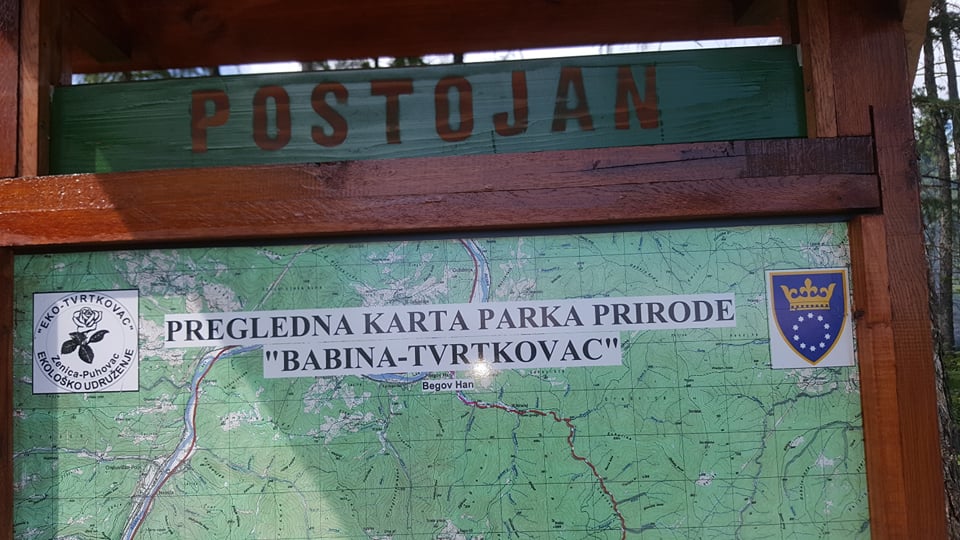 POSTOJAN
PREGLEDNA KARTA PARKA PRIRODE
"BABINA-TVRTKOVAC"
"EKO-TVRTKOVAC"
Zenica-Puhovac
EKOLOŠKO UDRUŽENJE
Begov Han